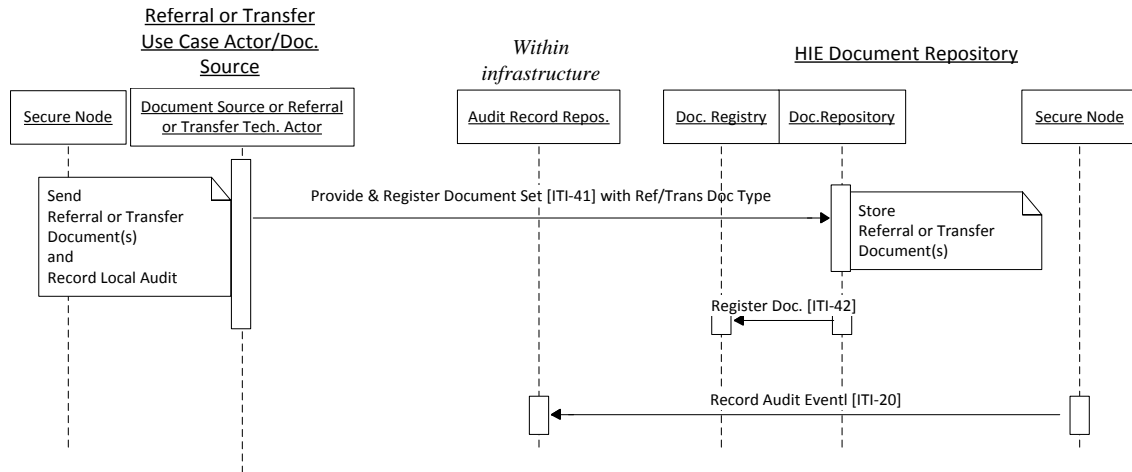 Referral or Transfer
Use Case Actor/Doc.
Source
Within
infrastructure
HIE Document Repository
Secure Node
Document Source or Referral
or Transfer Tech. Actor
Audit Record Repos.
Doc. Registry
Doc.Repository
Secure Node
Send
Referral or Transfer
Document(s)
and
Record Local Audit
Provide & Register Document Set [ITI-41] with Ref/Trans Doc Type
Store
Referral or Transfer
Document(s)
Register Doc. [ITI-42]
Record Audit Eventl [ITI-20]